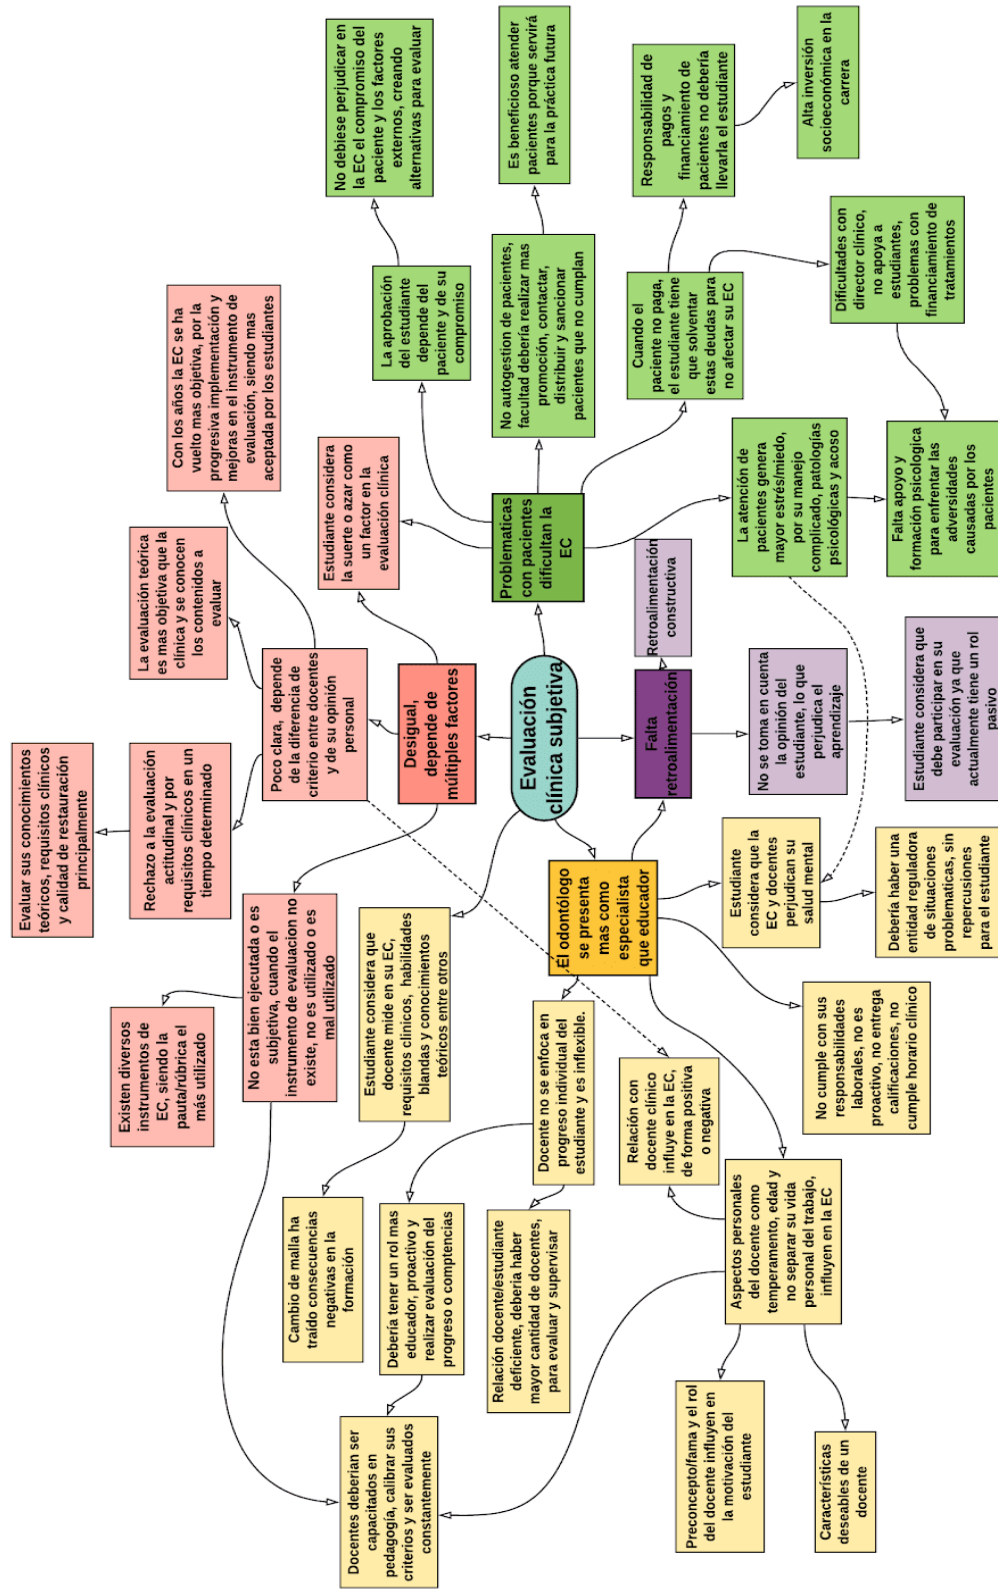 Evaluar sus conocimientos
teóricos, requisitos clínicos
y calidad de restauración
principalmente
Rechazo a la evaluación
actitudinal y por
requisitos clínicos en un
tiempo determinado
La evaluación teórica
es mas objetiva que la
clínica y se conocen
los contenidos a
evaluar
Con los años la EC se ha
vuelto mas objetiva, por la
progresiva implementación y
mejoras en el instrumento de
evaluación, siendo mas
aceptada por los estudiantes
Existen diversos
instrumentos de
EC, siendo la
pauta/rúbrica el
más utilizado
No esta bien ejecutada o es
subjetiva, cuando el
instrumento de evaluacion no
existe, no es utilizado o es
mal utilizado
Poco clara, depende
de la diferencia de
criterio entre docentes
y de su opinión
personal
Estudiante considera
la suerte o azar como
un factor en la
evaluación clínica
Desigual,
depende de
múltiples factores
No debiese perjudicar en
la EC el compromiso del
paciente y los factores
externos, creando
alternativas para evaluar
La aprobación
del estudiante
depende del
paciente y de su
compromiso
Es beneficioso atender
pacientes porque servirá
para la práctica futura
No autogestion de pacientes,
facultad debería realizar mas
promoción, contactar,
distribuir y sancionar
pacientes que no cumplan
Problematicas
con pacientes
dificultan la
EC
Responsabilidad de
pagos y
financiamiento de
pacientes no debería
llevarla el estudiante
Alta inversión
socioeconómica en la
carrera
Cuando el
paciente no paga,
el estudiante tiene
que solventar
estas deudas para
no afectar su EC
Dificultades con
director clínico,
no apoya a
estudiantes,
problemas con
financiamiento de
tratamientos
La atención de
pacientes genera
mayor estrés/miedo,
por su manejo
complicado, patologías
psicológicas y acoso
Falta apoyo y
formación psicologica
para enfrentar las
adversidades
causadas por los
pacientes
Evaluación
clínica subjetiva
Falta
retroalimentación
Retroalimentación
constructiva
No se toma en cuenta
la opinión del
estudiante, lo que
perjudica el
aprendizaje
Estudiante considera que
debe participar en su
evaluación ya que
actualmente tiene un rol
pasivo
Estudiante considera que
docente mide en su EC,
requisitos clinicos, habilidades
blandas y conocimientos
teóricos entre otros
Cambio de malla ha
traído consecuencias
negativas en la
formación
El odontólogo
se presenta
mas como
especialista
que educador
Estudiante
considera que la
EC y docentes
perjudican su
salud mental
Debería haber una
entidad reguladora
de situaciones
problematicas, sin
repercusiones
para el estudiante
No cumple con sus
responsabilidades
laborales, no es
proactivo, no entrega
calificaciones, no
cumple horario clínico
Docente no se enfoca en
progreso individual del
estudiante y es inflexible.
Debería tener un rol mas
educador, proactivo y
realizar evaluación del
progreso o comptencias
Relación docente/estudiante
deficiente, debería haber
mayor cantidad de docentes,
para evaluar y supervisar
Docentes deberian ser
capacitados en
pedagogía, calibrar sus
criterios y ser evaluados
constantemente
Relación con
docente clínico
influye en la EC,
de forma positiva
o negativa
Aspectos personales
del docente como
temperamento, edad y
no separar su vida
personal del trabajo,
influyen en la EC
Preconcepto/fama y el rol
del docente influyen en
la motivación del
estudiante
Características
deseables de un
docente